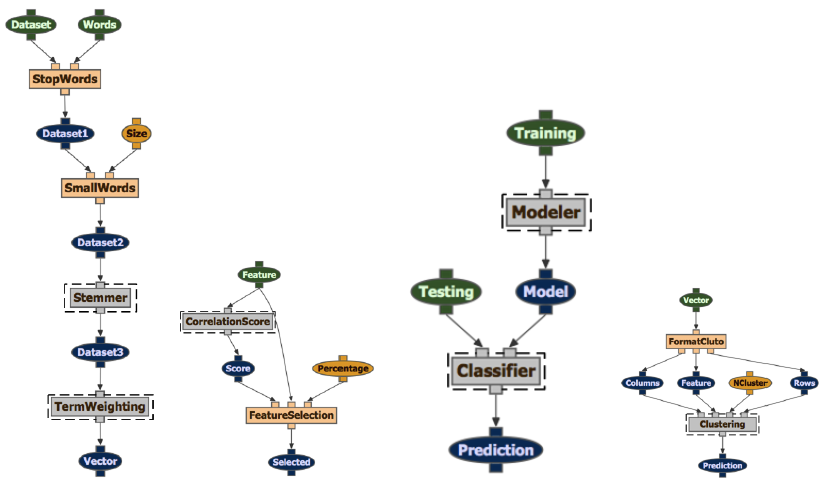 Dataset Words
StopWords
Dataset1 Size
SmallWords
Dataset2
Stemmer
Dataset3
TermWeighting
Vector
Feature
CorrelationScore
Score Percentage
FeatureSelection
Selected
Training
Modeler
Testing Model
Classifier
Prediction
Vector
FormatCluto
Columns Feature NCluster Rows
Clustering
Prediction